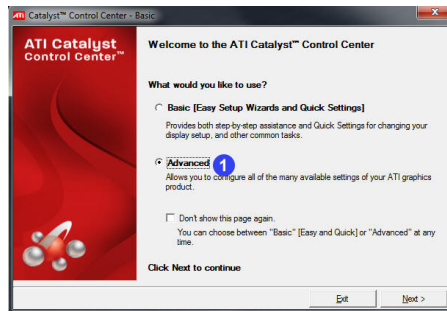 Catalyst™ Control Center - Basic
ATI Catalyst™
Control Center™
Welcome to the ATI Catalyst™ Control Center
What would you like to use?
Basic [Easy Setup Wizards and Quick Settings]
Provides both step-by-step assistance and Quick Settings for changing your
display setup, and other common tasks.
Advanced 1
Allows you to configure all of the many available settings of your ATI graphics
product.
Don't show this page again.
You can choose between "Basic" [Easy and Quick] or "Advanced" at any
time.
Click Next to continue
Exit Next >